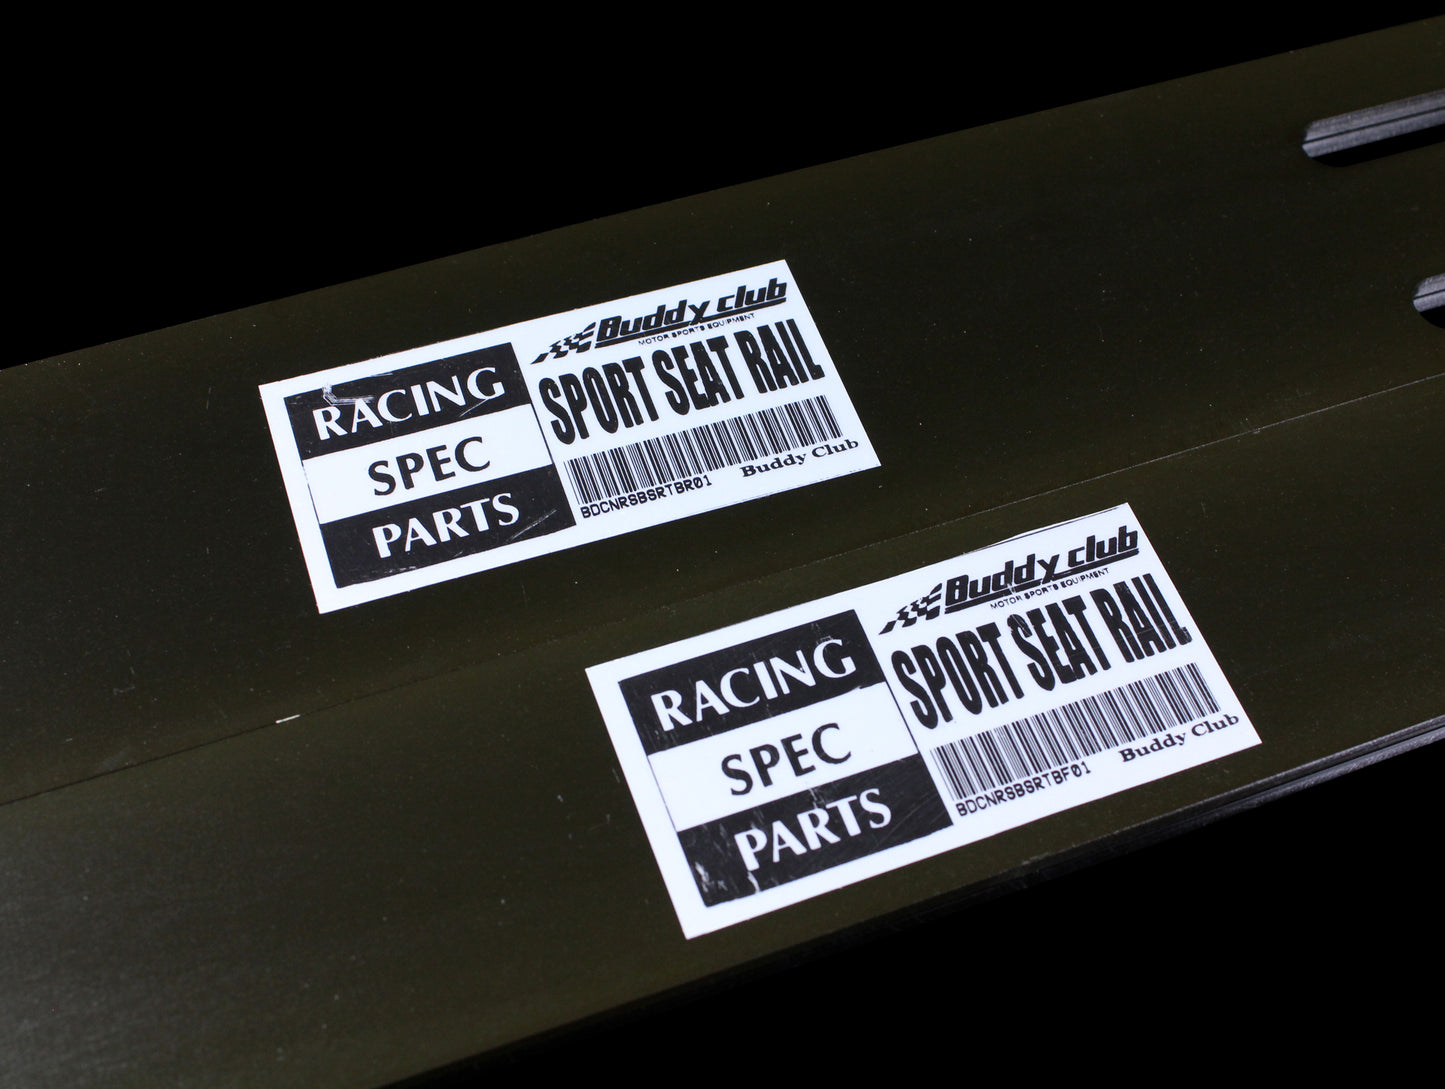 RACING
SPEC
PARTS
Buddy club
MOTOR SPORTS EQUIPMENT
SPORT SEAT RAIL
BDCNRSBSRTBR01
Buddy Club
RACING
SPEC
PARTS
Buddy club
MOTOR SPORTS EQUIPMENT
SPORT SEAT RAIL
BDCNRSBSRTBF01
Buddy Club